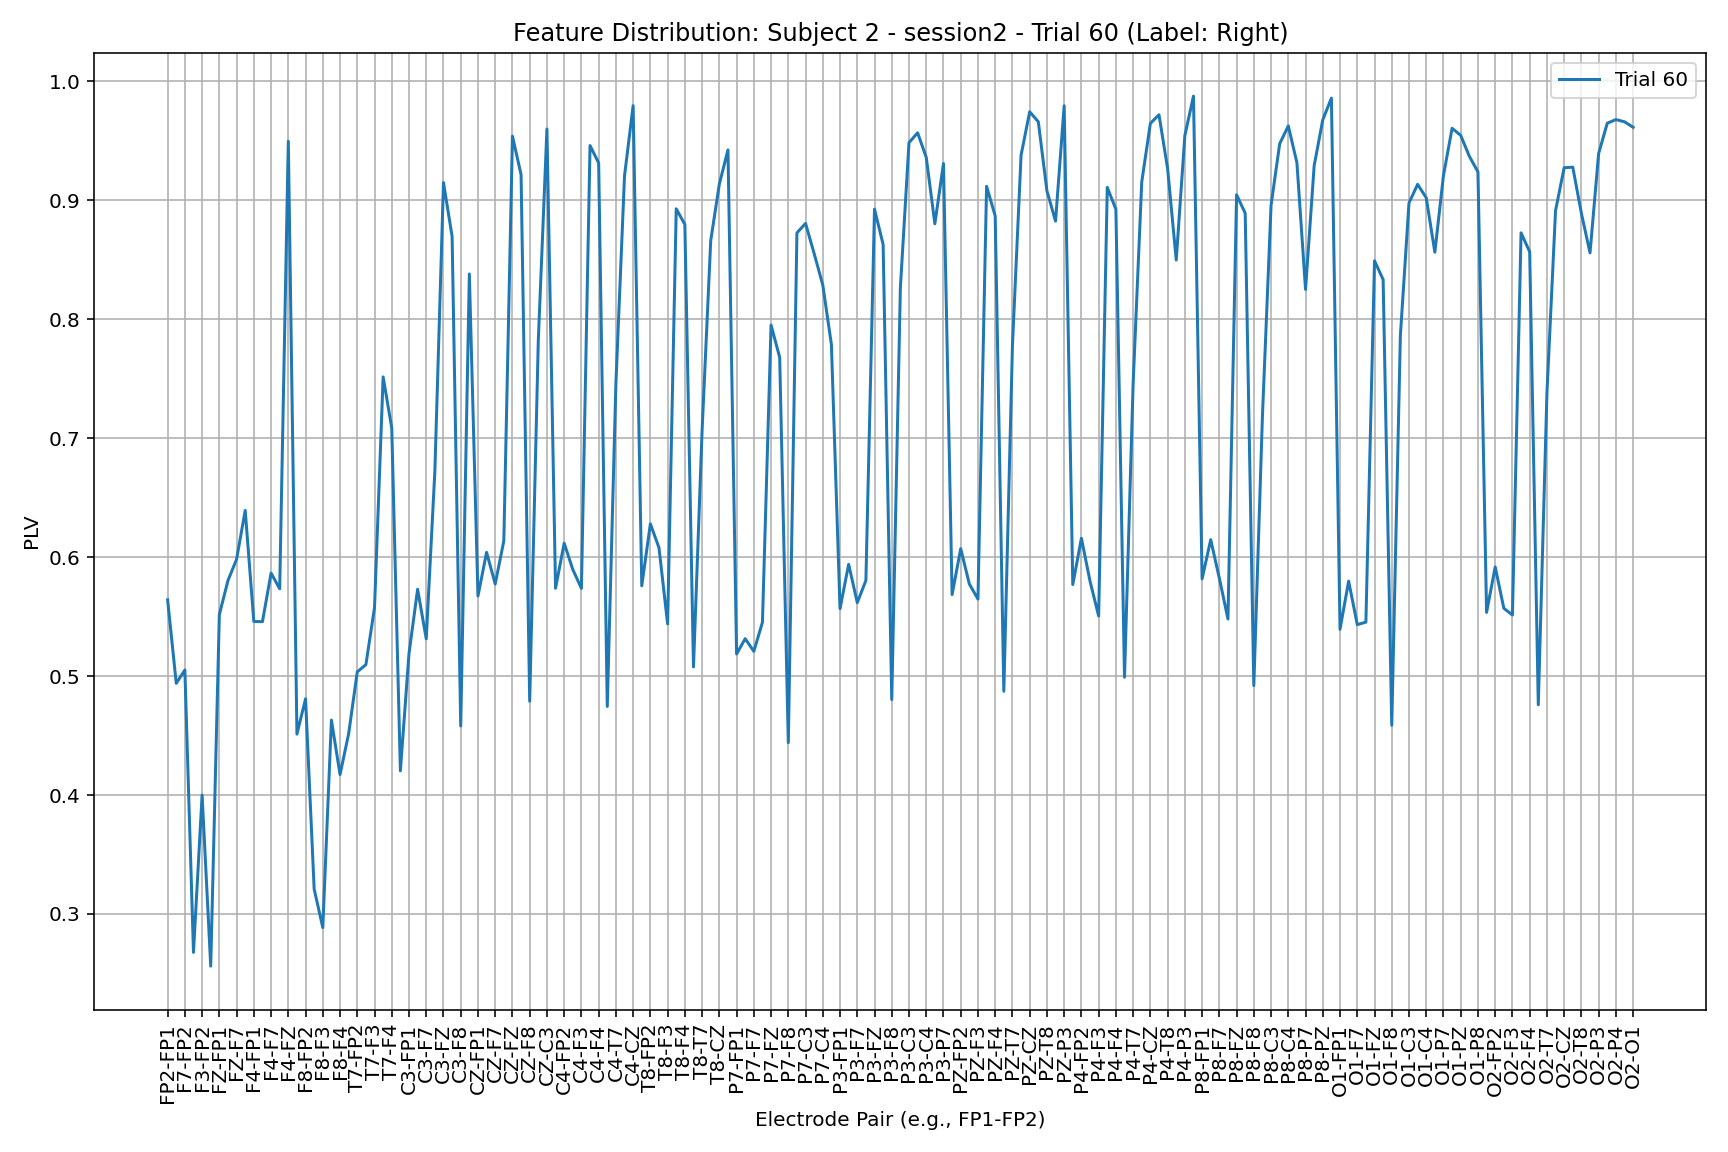 Feature Distribution: Subject 2 - session2 - Trial 60 (Label: Right)
Trial 60
1.0
0.9
0.8
0.7
0.6
0.5
0.4
0.3
PLV
FP2-FP1
F7-FP2
F3-FP2
FZ-FP1
FZ-F7
F4-FP1
F4-F7
F4-FZ
F8-FP2
F8-F3
F8-F4
T7-FP2
T7-F3
T7-F4
C3-FP1
C3-F7
C3-FZ
C3-F8
CZ-FP1
CZ-F7
CZ-FZ
CZ-F8
CZ-C3
C4-FP2
C4-F3
C4-F4
C4-T7
C4-CZ
T8-FP2
T8-F3
T8-F4
T8-T7
T8-CZ
P7-FP1
P7-F7
P7-FZ
P7-F8
P7-C3
P7-C4
P3-FP1
P3-F7
P3-FZ
P3-F8
P3-C3
P3-C4
P3-P7
PZ-FP2
PZ-F3
PZ-F4
PZ-T7
PZ-CZ
PZ-T8
PZ-P3
P4-FP2
P4-F3
P4-F4
P4-T7
P4-CZ
P4-T8
P4-P3
P8-FP1
P8-F7
P8-FZ
P8-F8
P8-C3
P8-C4
P8-P7
P8-PZ
O1-FP1
O1-F7
O1-FZ
O1-F8
O1-C3
O1-C4
O1-P7
O1-PZ
O1-P8
O2-FP2
O2-F3
O2-F4
O2-T7
O2-CZ
O2-T8
O2-P3
O2-P4
O2-O1
Electrode Pair (e.g., FP1-FP2)